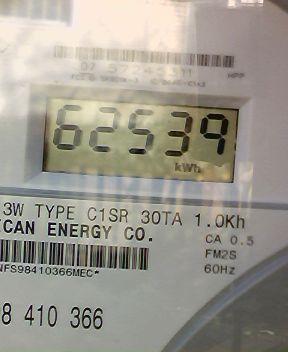 62539
kWh
3W TYPE C1SR 30TA 1.0Kh
CAN ENERGY CO.
CA 0.5
FM2S
60Hz
NFS98410366MEC*
8 410 366